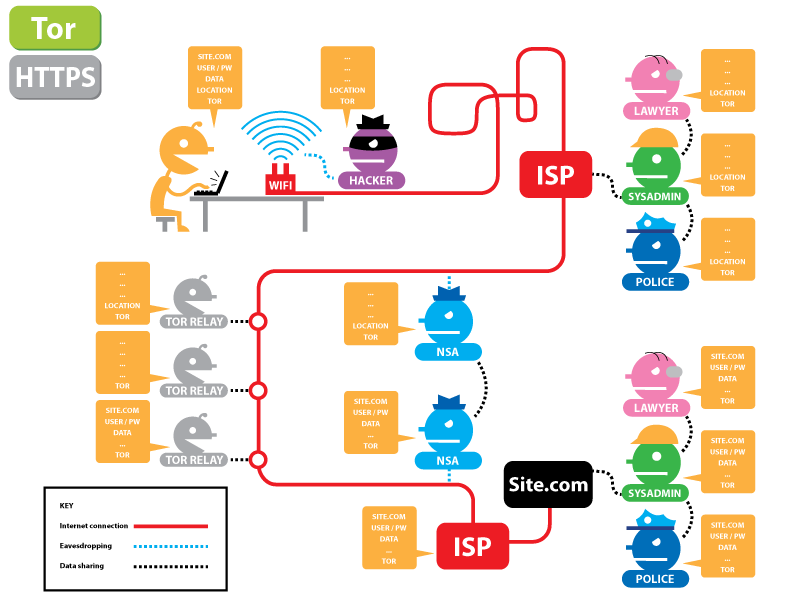 Tor
HTTPS
SITE.COM
USER / PW
DATA
LOCATION
TOR
...
...
...
LOCATION
TOR
WIFI
HACKER
ISP
...
...
...
LOCATION
TOR
LAWYER
...
...
...
LOCATION
TOR
SYSADMIN
...
...
...
LOCATION
TOR
POLICE
...
...
...
LOCATION
TOR
TOR RELAY
...
...
...
...
TOR
TOR RELAY
SITE.COM
USER / PW
DATA
...
TOR
TOR RELAY
...
...
...
LOCATION
TOR
NSA
SITE.COM
USER / PW
DATA
...
TOR
NSA
SITE.COM
USER / PW
DATA
...
TOR
LAWYER
SITE.COM
USER / PW
DATA
...
TOR
SYSADMIN
SITE.COM
USER / PW
DATA
...
TOR
POLICE
Site.com
SITE.COM
USER / PW
DATA
...
TOR
ISP
KEY
Internet connection
Eavesdropping
Data sharing